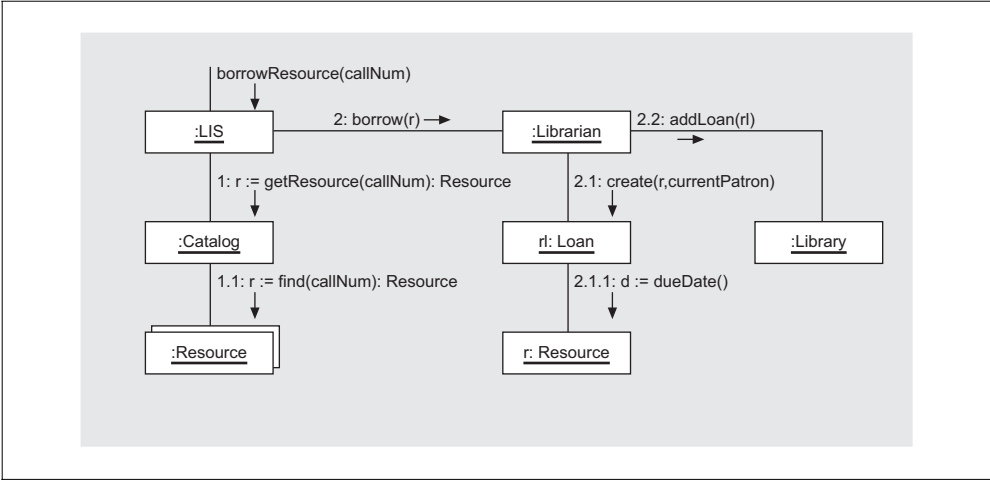 borrowResource(callNum)
:LIS
2: borrow(r)
:Librarian
2.2: addLoan(rl)
1: r := getResource(callNum): Resource
2.1: create(r,currentPatron)
:Catalog
rl: Loan
:Library
1.1: r := find(callNum): Resource
2.1.1: d := dueDate()
:Resource
r: Resource